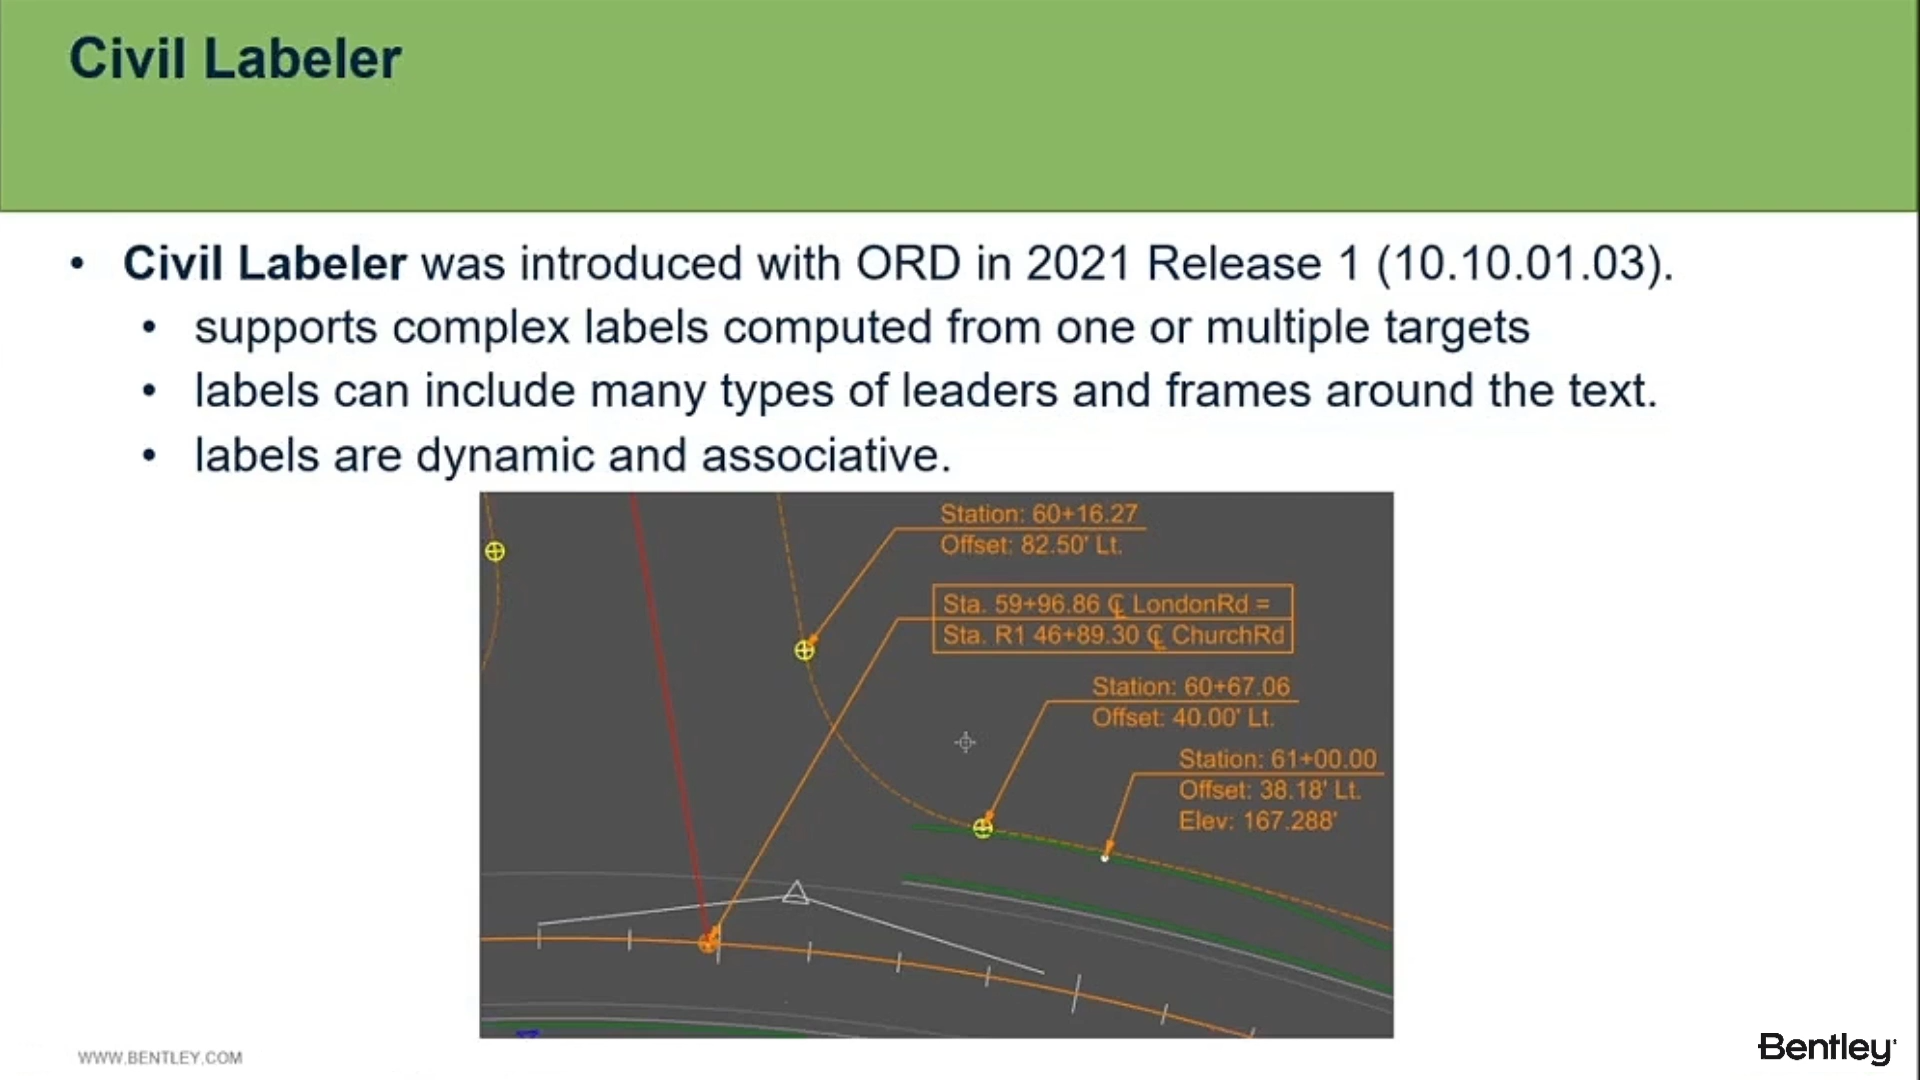 Civil Labeler
• Civil Labeler was introduced with ORD in 2021 Release 1 (10.10.01.03).
• supports complex labels computed from one or multiple targets
• labels can include many types of leaders and frames around the text.
• labels are dynamic and associative.
Station: 60+16.27
Offset: 82.50' Lt.
Sta. 59+96.86 ℄ LondonRd =
Sta. R1 46+89.30 ℄ ChurchRd
Station: 60+67.06
Offset: 40.00' Lt.
Station: 61+00.00
Offset: 38.18' Lt.
Elev: 167.288'
WWW.BENTLEY.COM
Bentley